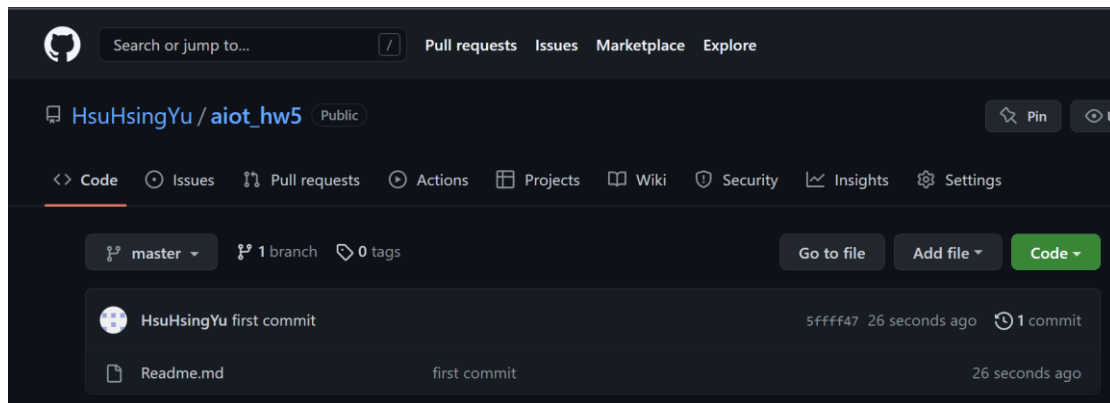 Search or jump to... / Pull requests Issues Marketplace Explore
HsuHsingYu / aiot_hw5 Public Pin
<> Code Issues Pull requests Actions Projects Wiki Security Insights Settings
master 1 branch 0 tags Go to file Add file Code
HsuHsingYu first commit 5ffff47 26 seconds ago 1 commit
Readme.md first commit 26 seconds ago